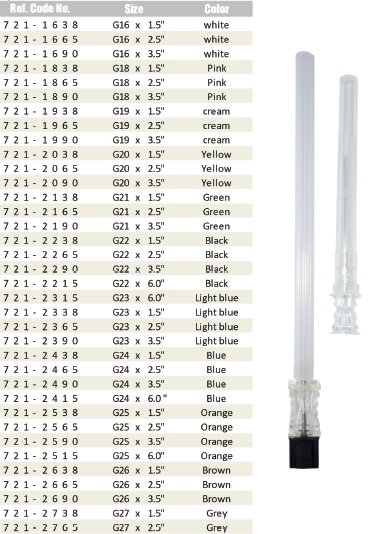 Ref. Code No. Size Color
721-1638 G16 x 1.5" white
721-1665 G16 x 2.5" white
721-1690 G16 x 3.5" white
721-1838 G18 x 1.5" Pink
721-1865 G18 x 2.5" Pink
721-1890 G18 x 3.5" Pink
721-1938 G19 x 1.5" cream
721-1965 G19 x 2.5" cream
721-1990 G19 x 3.5" cream
721-2038 G20 x 1.5" Yellow
721-2065 G20 x 2.5" Yellow
721-2090 G20 x 3.5" Yellow
721-2138 G21 x 1.5" Green
721-2165 G21 x 2.5" Green
721-2190 G21 x 3.5" Green
721-2238 G22 x 1.5" Black
721-2265 G22 x 2.5" Black
721-2290 G22 x 3.5" Black
721-2215 G22 x 6.0" Black
721-2315 G23 x 6.0" Light blue
721-2338 G23 x 1.5" Light blue
721-2365 G23 x 2.5" Light blue
721-2390 G23 x 3.5" Light blue
721-2438 G24 x 1.5" Blue
721-2465 G24 x 2.5" Blue
721-2490 G24 x 3.5" Blue
721-2415 G24 x 6.0" Blue
721-2538 G25 x 1.5" Orange
721-2565 G25 x 2.5" Orange
721-2590 G25 x 3.5" Orange
721-2515 G25 x 6.0" Orange
721-2638 G26 x 1.5" Brown
721-2665 G26 x 2.5" Brown
721-2690 G26 x 3.5" Brown
721-2738 G27 x 1.5" Grey
721-2765 G27 x 2.5" Grey